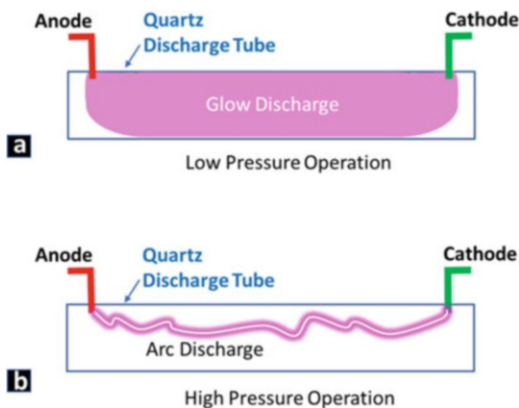 Anode
Quartz
Discharge Tube
Cathode
Glow Discharge
a
Low Pressure Operation
Anode
Quartz
Discharge Tube
Cathode
Arc Discharge
b
High Pressure Operation